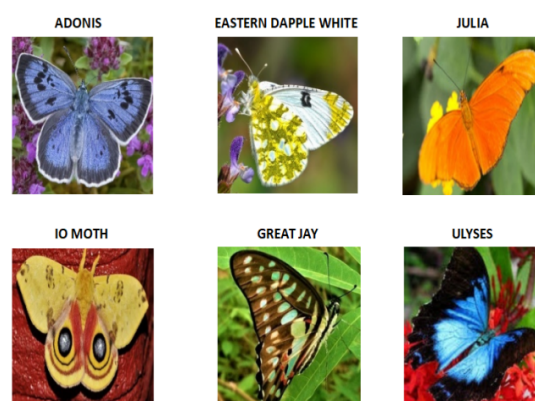 ADONIS
EASTERN DAPPLE WHITE
JULIA
IO MOTH
GREAT JAY
ULYSES